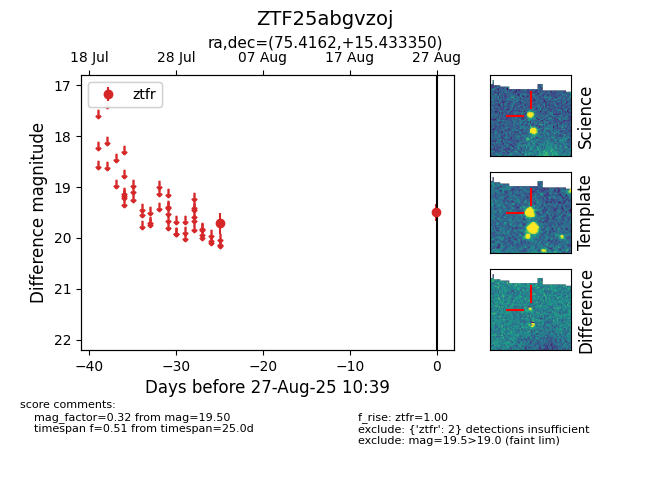 ZTF25abgvzoj
ra,dec=(75.4162,+15.433350)
18 Jul 28 Jul 07 Aug 17 Aug 27 Aug
ztfr
17
18
19
20
21
22
Difference magnitude
−40 −30 −20 −10 0
Days before 27-Aug-25 10:39
Science
Template
Difference
score comments:
mag_factor=0.32 from mag=19.50
timespan f=0.51 from timespan=25.0d
f_rise: ztfr=1.00
exclude: {'ztfr': 2} detections insufficient
exclude: mag=19.5>19.0 (faint lim)